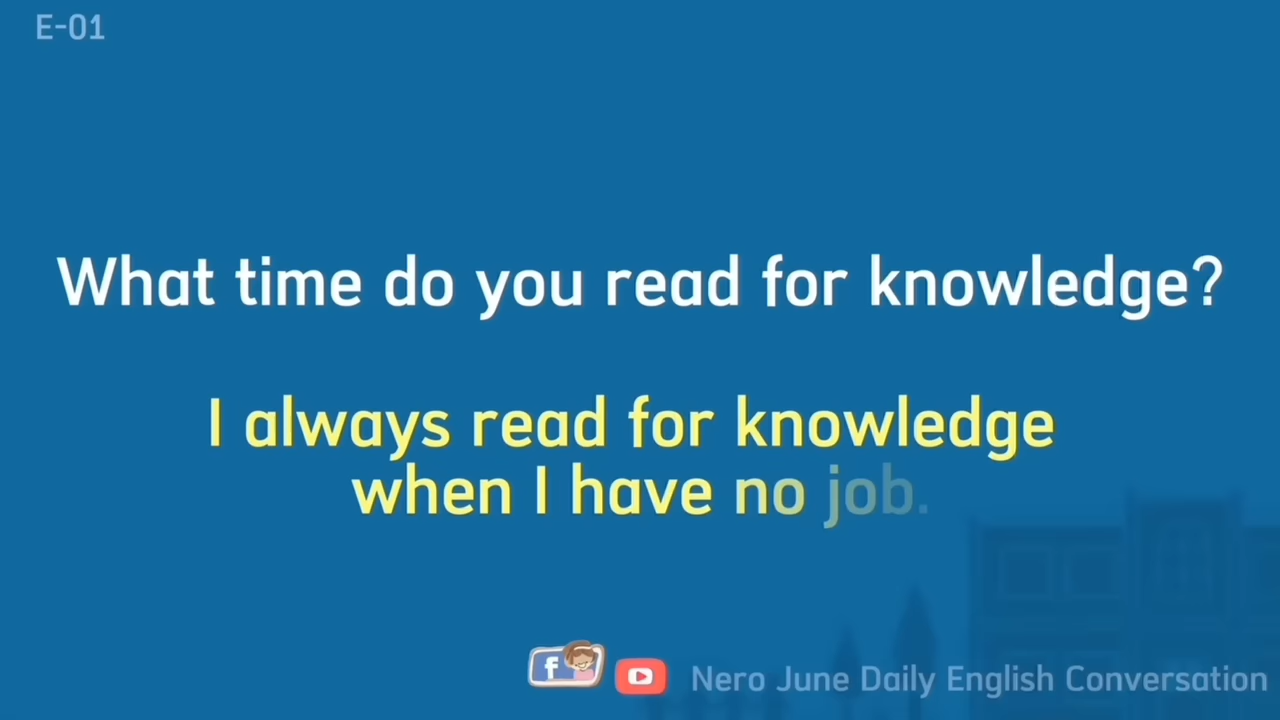 E-01
What time do you read for knowledge?
I always read for knowledge
when I have no job.
f
Nero June Daily English Conversation